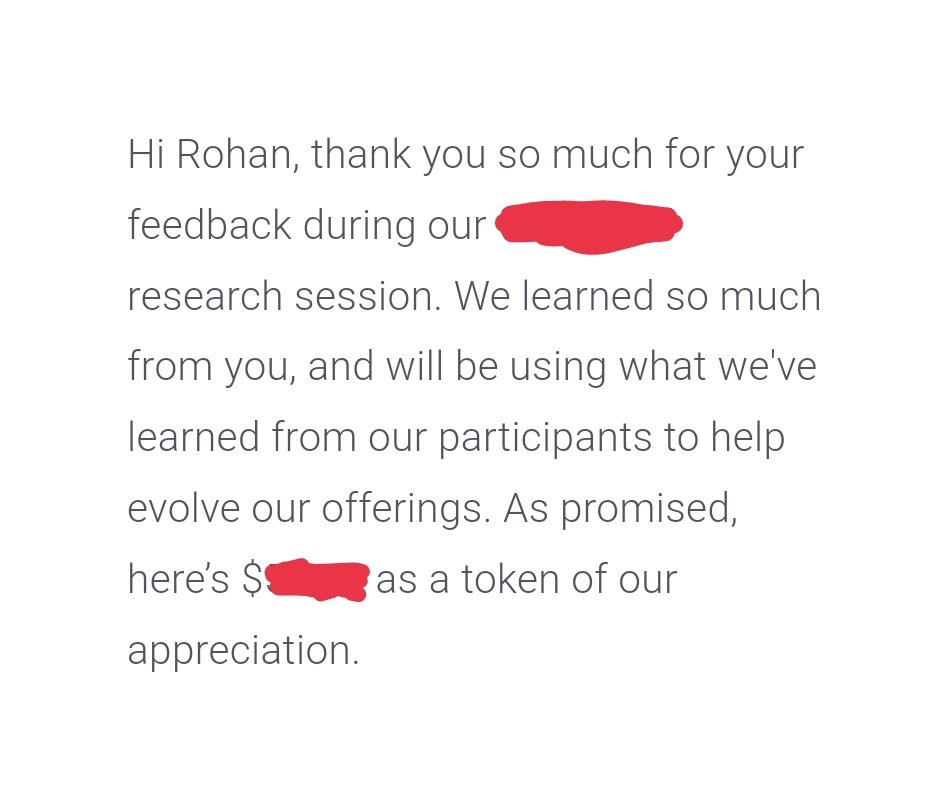 Hi Rohan, thank you so much for your
feedback during our
research session. We learned so much
from you, and will be using what we've
learned from our participants to help
evolve our offerings. As promised,
here’s $ as a token of our
appreciation.